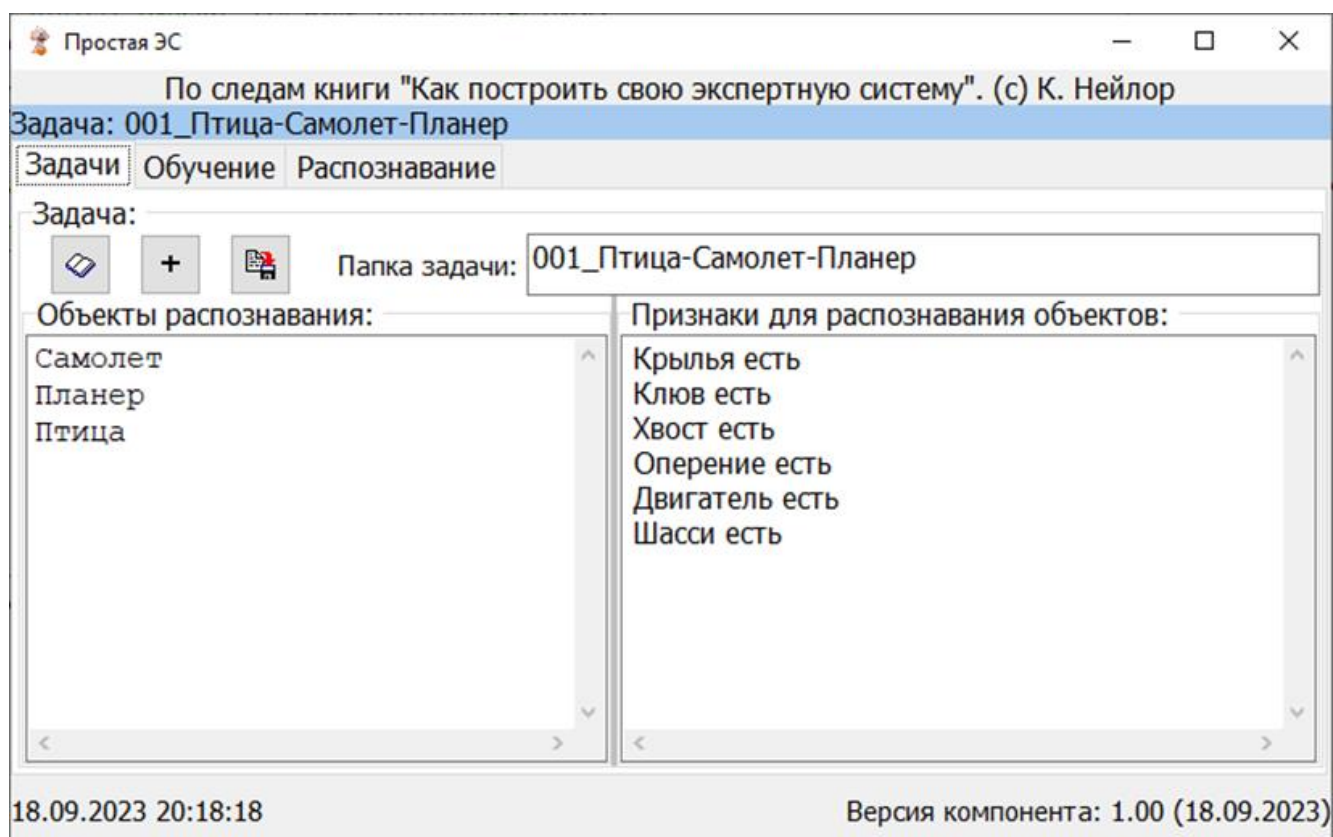 Простая ЭС
По следам книги "Как построить свою экспертную систему". (с) К. Нейлор
Задача: 001_Птица-Самолет-Планер
Задачи Обучение Распознавание
Задача:
+ Папка задачи: 001_Птица-Самолет-Планер
Объекты распознавания: Признаки для распознавания объектов:
Самолет
Планер
Птица
Крылья есть
Клюв есть
Хвост есть
Оперение есть
Двигатель есть
Шасси есть
18.09.2023 20:18:18 Версия компонента: 1.00 (18.09.2023)